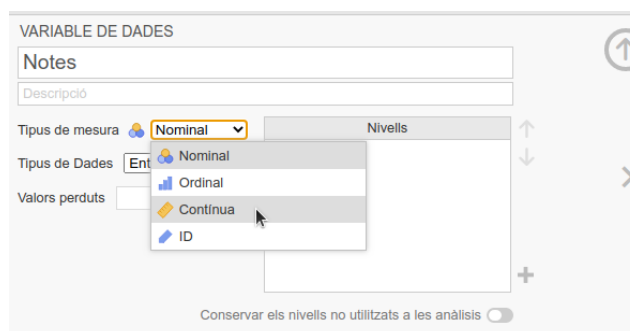 VARIABLE DE DADES
Notes
Descripció
Tipus de mesura Nominal Nivells
Nominal
Tipus de Dades Ent
Ordinal
Valors perduts
Contínua
ID
Conservar els nivells no utilitzats a les anàlisis